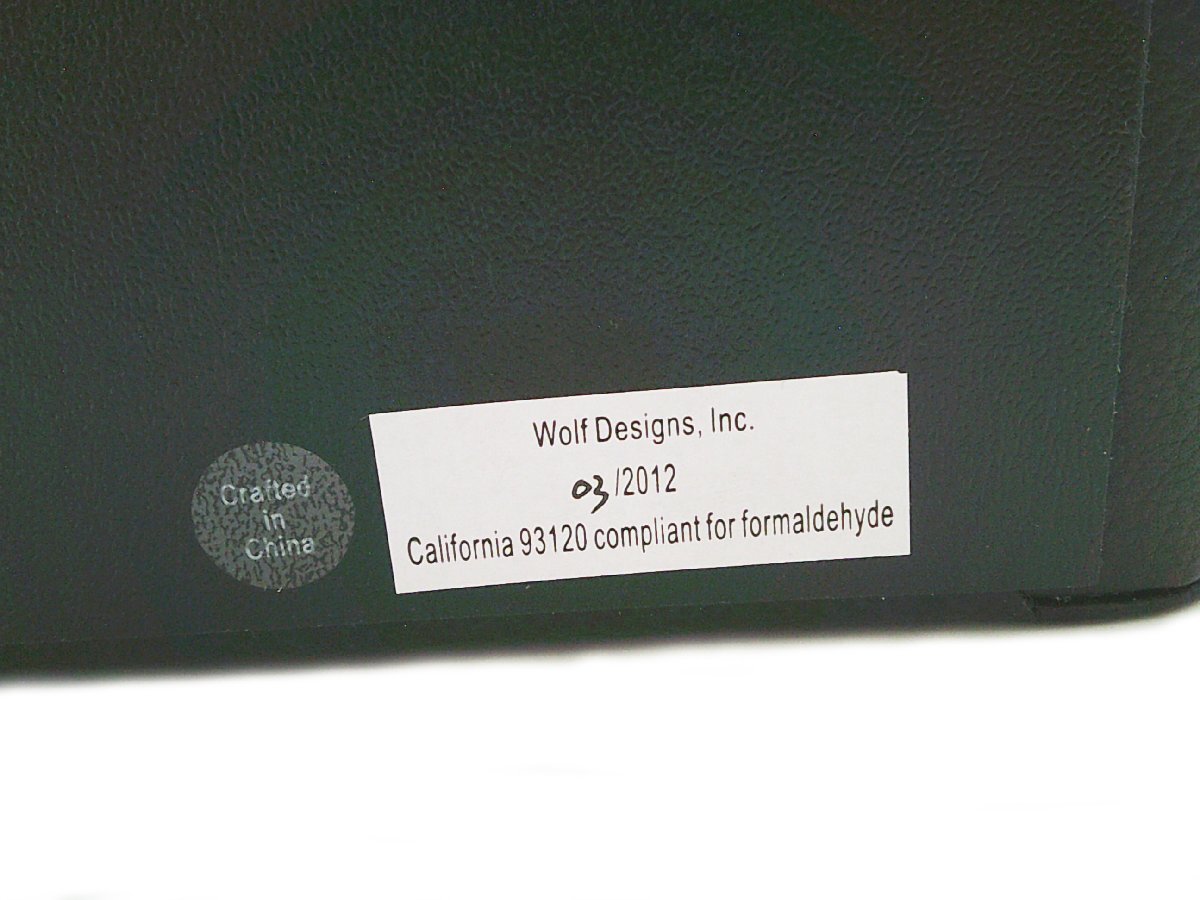 Wolf Designs, Inc.
03/2012
California 93120 compliant for formaldehyde
Crafted
in
China